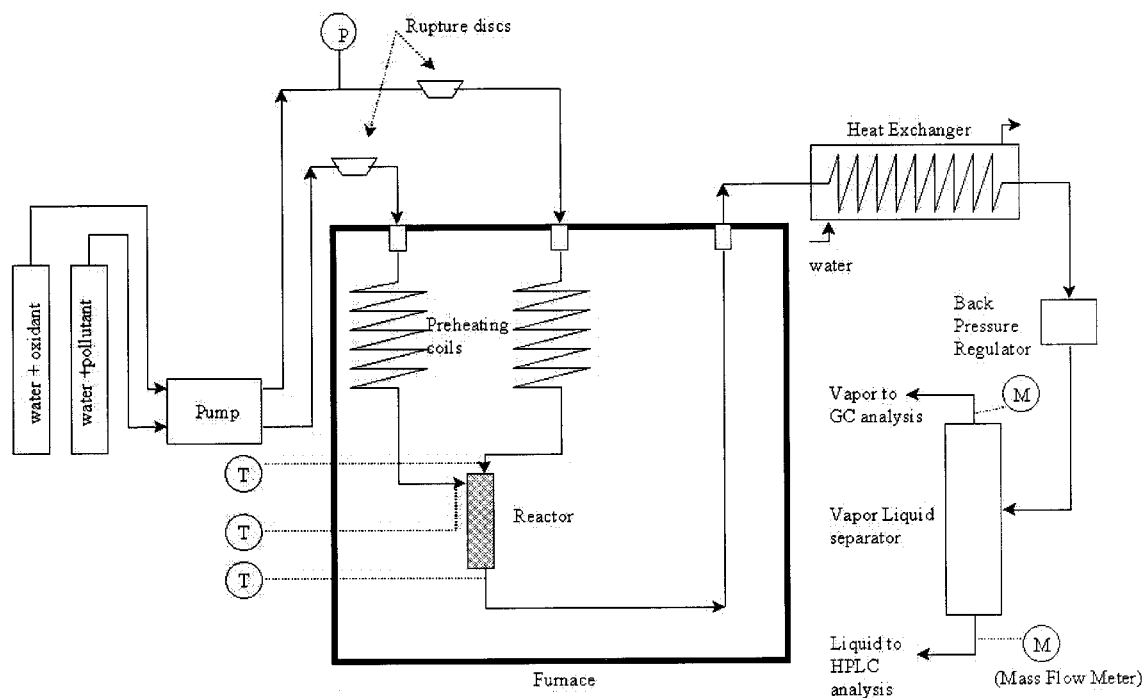 P
Rupture discs
Heat Exchanger
water
Back
Pressure
Regulator
water + oxidant
water +pollutant
Preheating
coils
Pump
Vapor to
GC analysis
M
T
T
T
Reactor
Vapor Liquid
separator
Liquid to
HPLC
analysis
M
(Mass Flow Meter)
Furnace